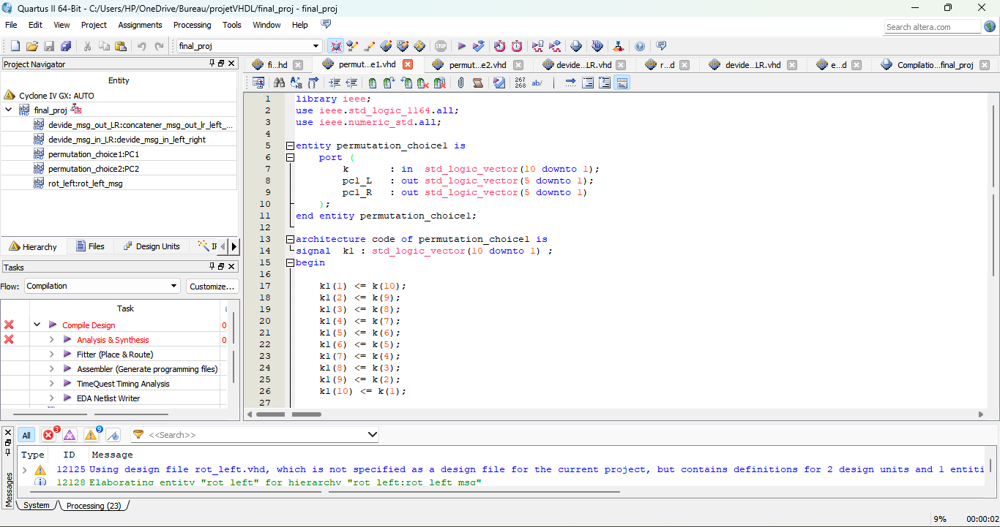 Quartus II 64-Bit - C:/Users/HP/OneDrive/Bureau/projetVHDL/final_proj - final_proj
File Edit View Project Assignments Processing Tools Window Help
Search altera.com
final_proj
STOP
Project Navigator
fi...hd
permut...e1.vhd
permut...e2.vhd
devide...LR.vhd
r...d
devide...LR.vhd
e...d
Compilatio...final_proj
267
268
ab/
Entity
Cyclone IV GX: AUTO
final_proj
devide_msg_out_LR:concatener_msg_out_lr_left_...
devide_msg_in_LR:devide_msg_in_left_right
permutation_choice1:PC1
permutation_choice2:PC2
rot_left:rot_left_msg
Hierarchy Files Design Units IF
Tasks
Flow: Compilation Customize...
Task
Compile Design 0
Analysis & Synthesis 0
Fitter (Place & Route)
Assembler (Generate programming files)
TimeQuest Timing Analysis
EDA Netlist Writer
1 library ieee;
2 use ieee.std_logic_1164.all;
3 use ieee.numeric_std.all;
4
5 entity permutation_choice1 is
6 port (
7 k : in std_logic_vector(10 downto 1);
8 pc1_L : out std_logic_vector(5 downto 1);
9 pc1_R : out std_logic_vector(5 downto 1)
10 );
11 end entity permutation_choice1;
12
13 architecture code of permutation_choice1 is
14 signal k1 : std_logic_vector(10 downto 1) ;
15 begin
16
17 k1(1) <= k(10);
18 k1(2) <= k(9);
19 k1(3) <= k(8);
20 k1(4) <= k(7);
21 k1(5) <= k(6);
22 k1(6) <= k(5);
23 k1(7) <= k(4);
24 k1(8) <= k(3);
25 k1(9) <= k(2);
26 k1(10) <= k(1);
27
All 3 9 <<Search>>
Type ID Message
12125 Using design file rot_left.vhd, which is not specified as a design file for the current project, but contains definitions for 2 design units and 1 entiti
12128 Elaborating entity "rot_left" for hierarchy "rot_left:rot_left_msg"
Messages
System Processing (23)
9% 00:00:02